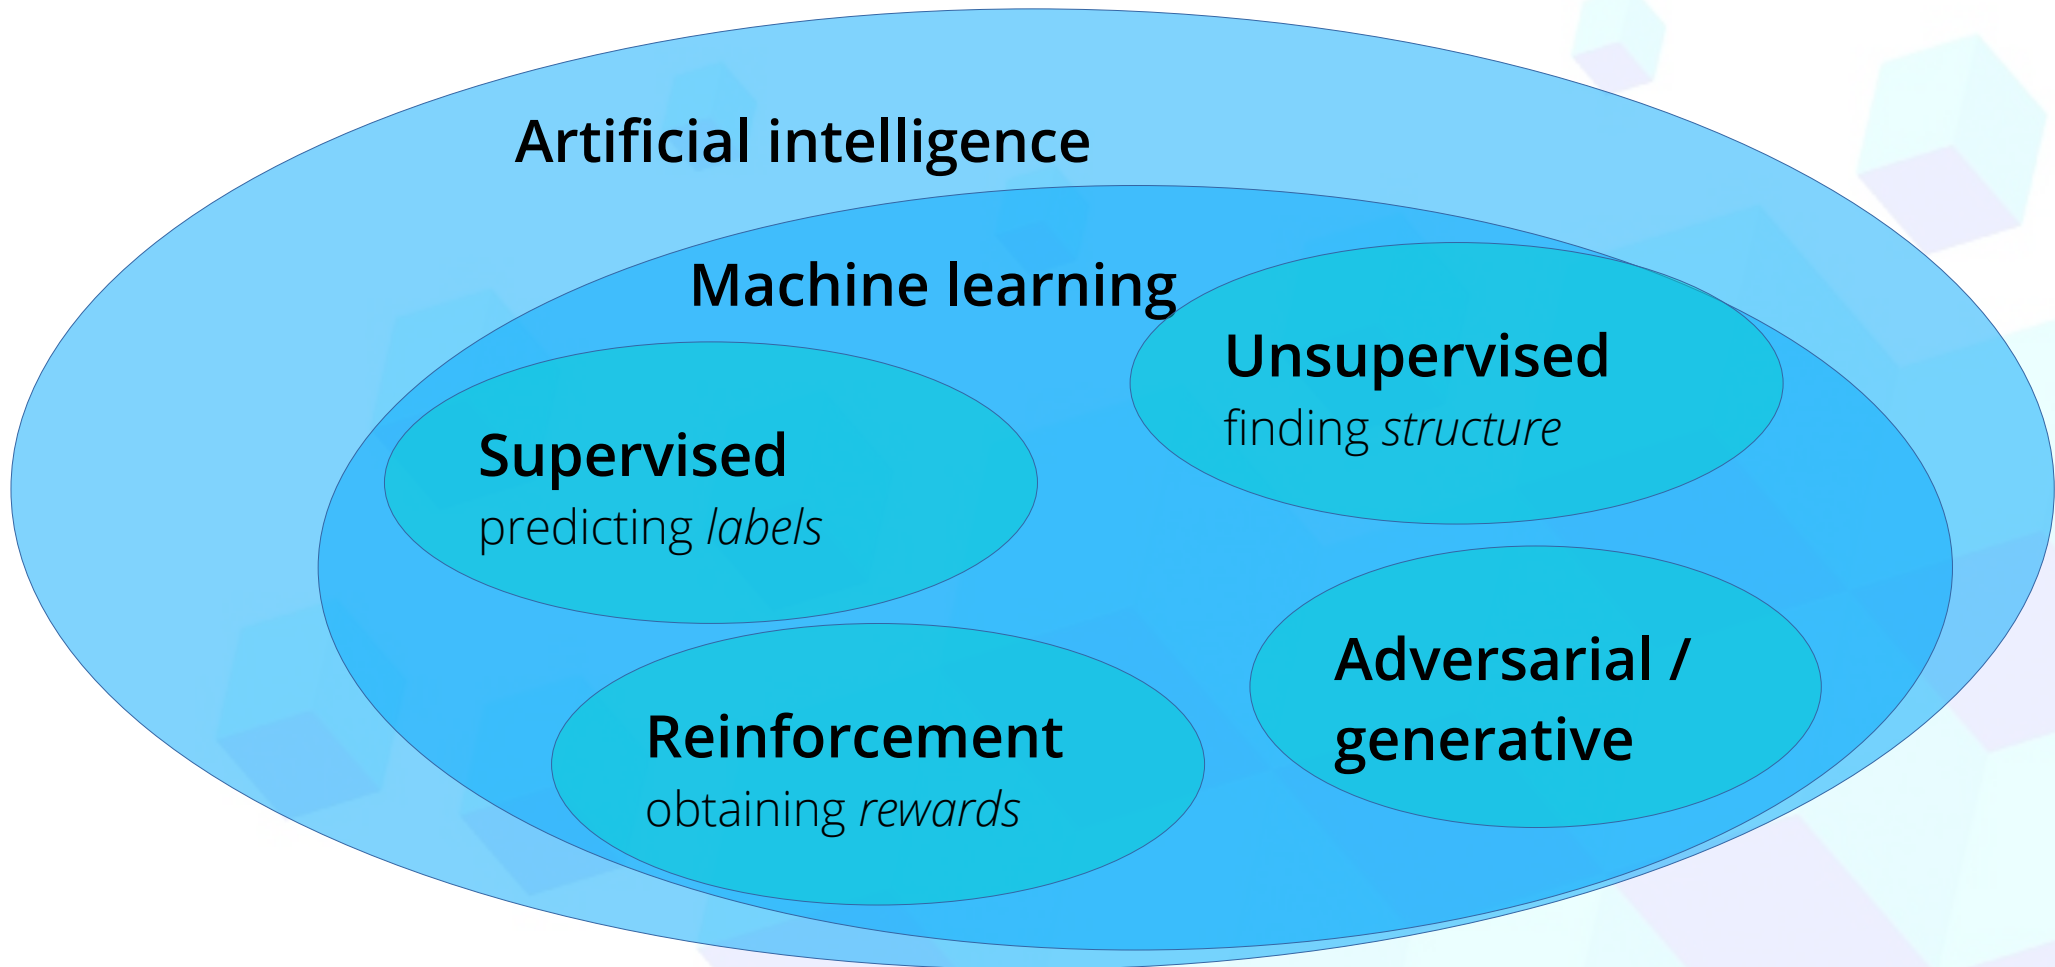 Artificial intelligence
Machine learning
Unsupervised
finding structure
Supervised
predicting labels
Adversarial /
generative
Reinforcement
obtaining rewards